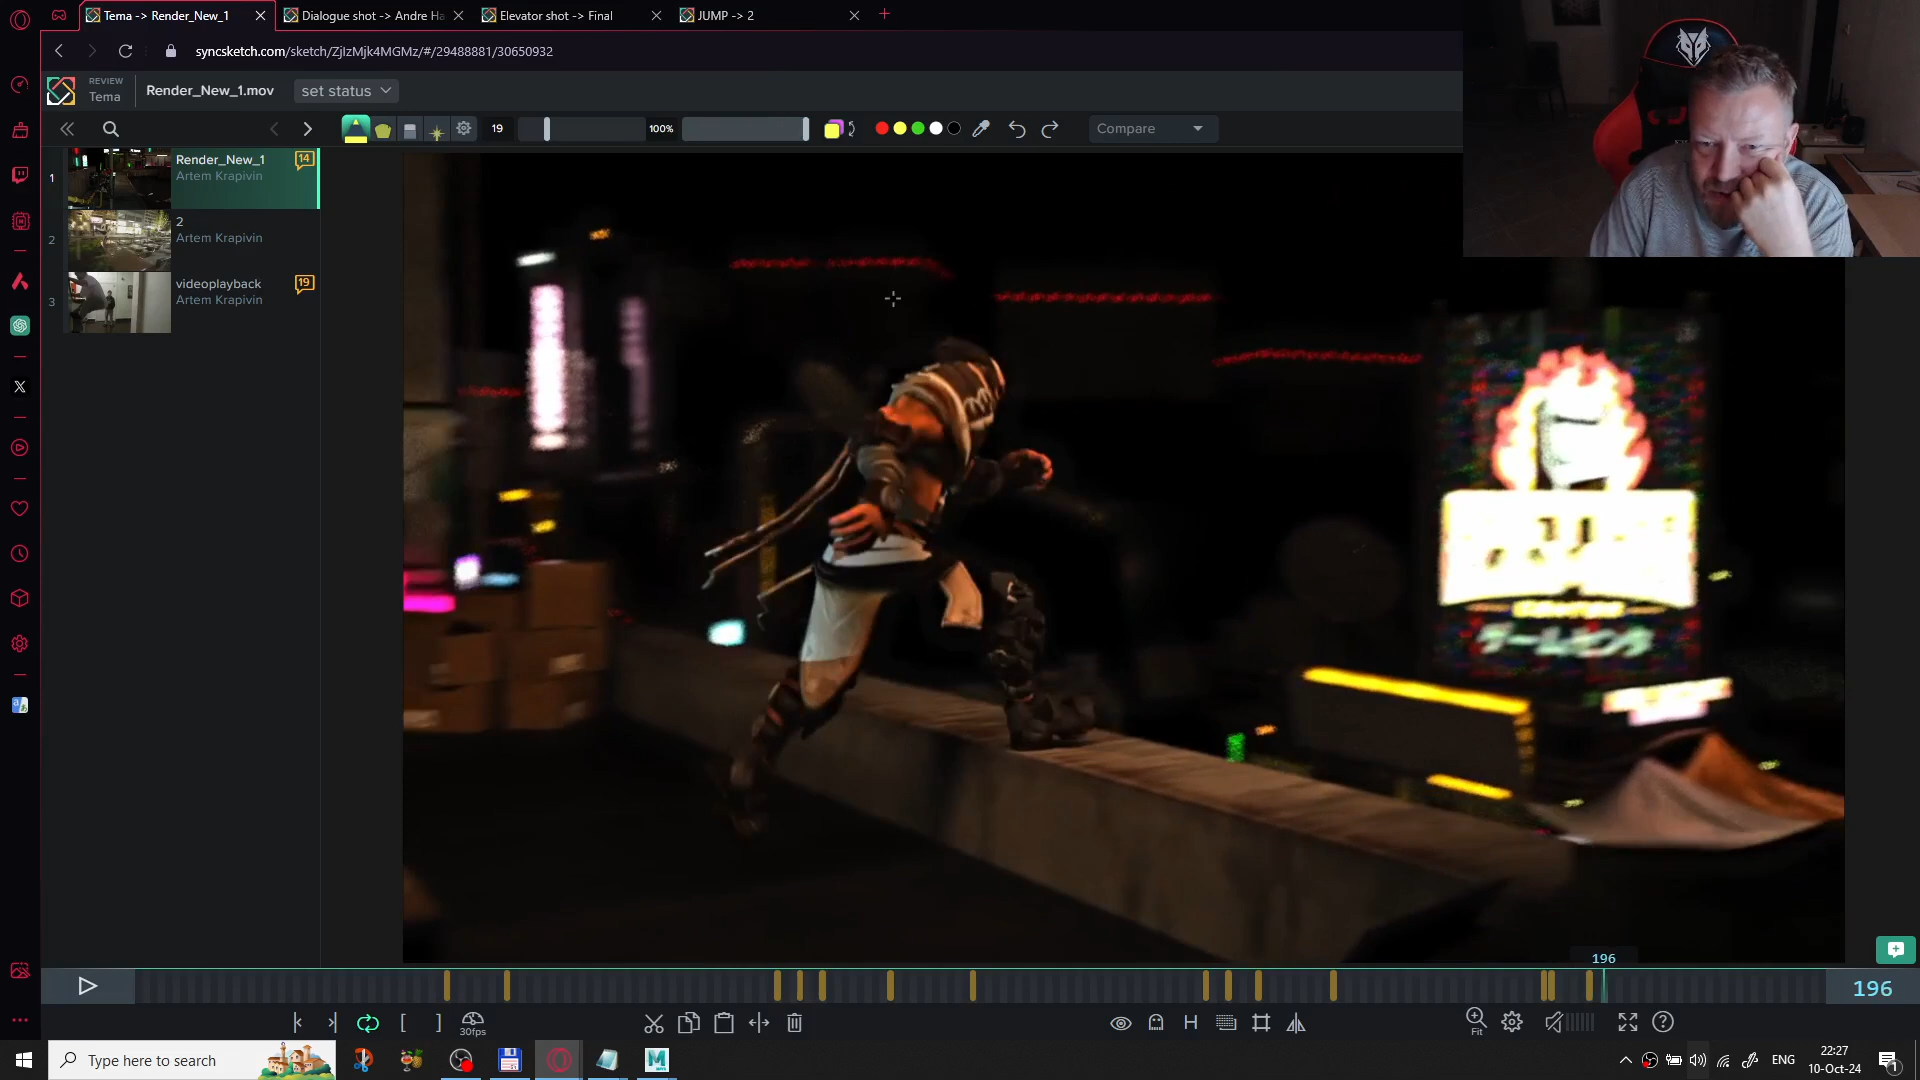 Tema -> Render_New_1
Dialogue shot -> Andre Ha
Elevator shot -> Final
JUMP -> 2
syncsketch.com/sketch/ZjIzMjk4MGMz/#/29488881/30650932
REVIEW
Tema
Render_New_1.mov
set status
19
100%
Compare
1
Render_New_1
Artem Krapivin
14
2
2
Artem Krapivin
3
videoplayback
Artem Krapivin
19
196
196
30fps
H
Fit
Type here to search
ENG
22:27
10-Oct-24
1